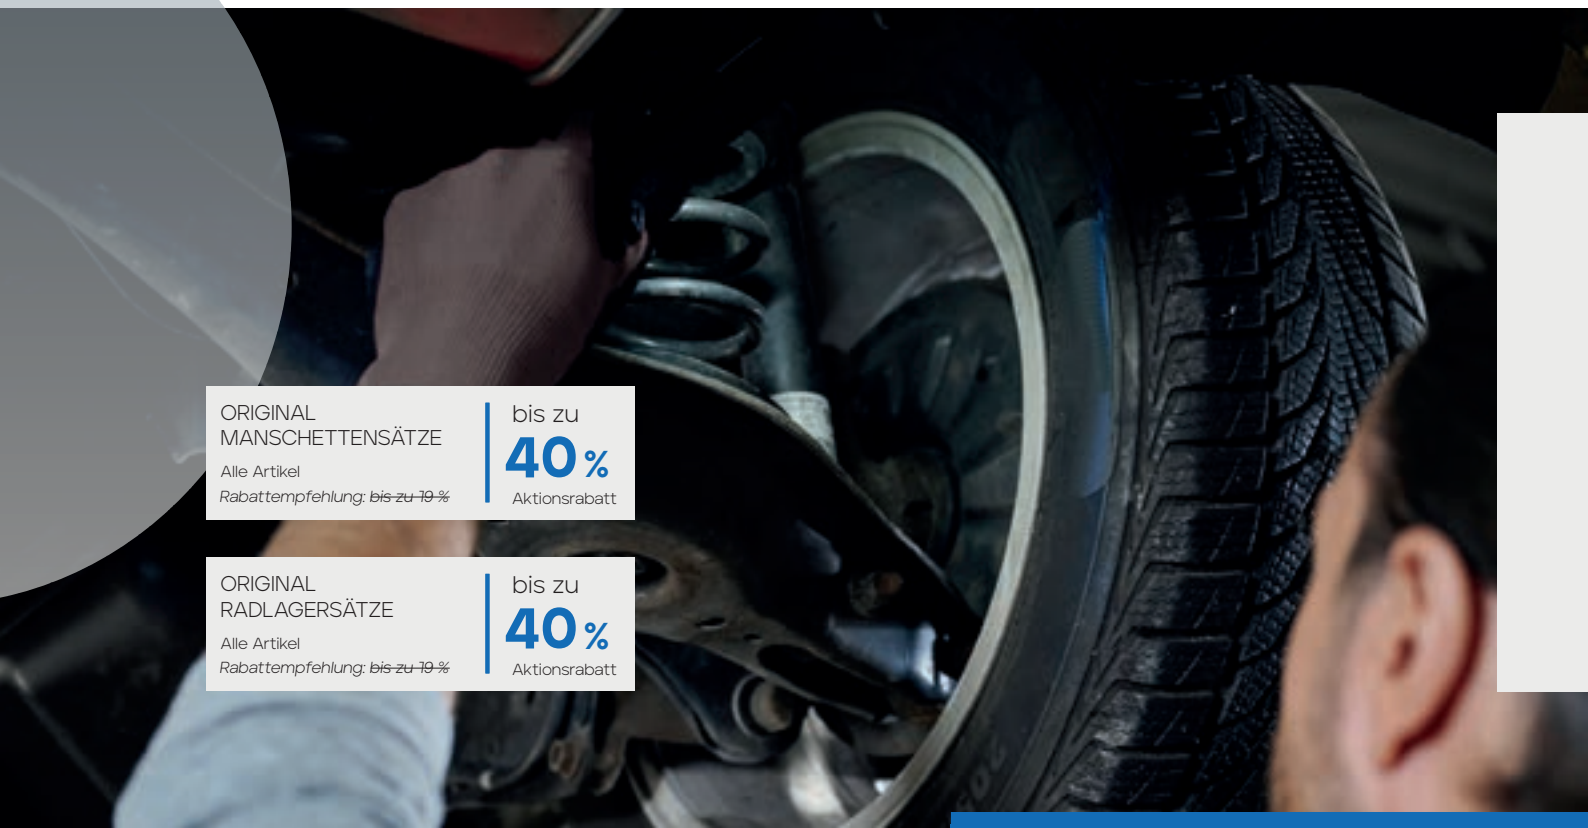 ORIGINAL
MANSCHETTENSÄTZE
Alle Artikel
Rabattempfehlung: bis zu 19 %
bis zu
40 %
Aktionsrabatt
ORIGINAL
RADLAGERSÄTZE
Alle Artikel
Rabattempfehlung: bis zu 19 %
bis zu
40 %
Aktionsrabatt